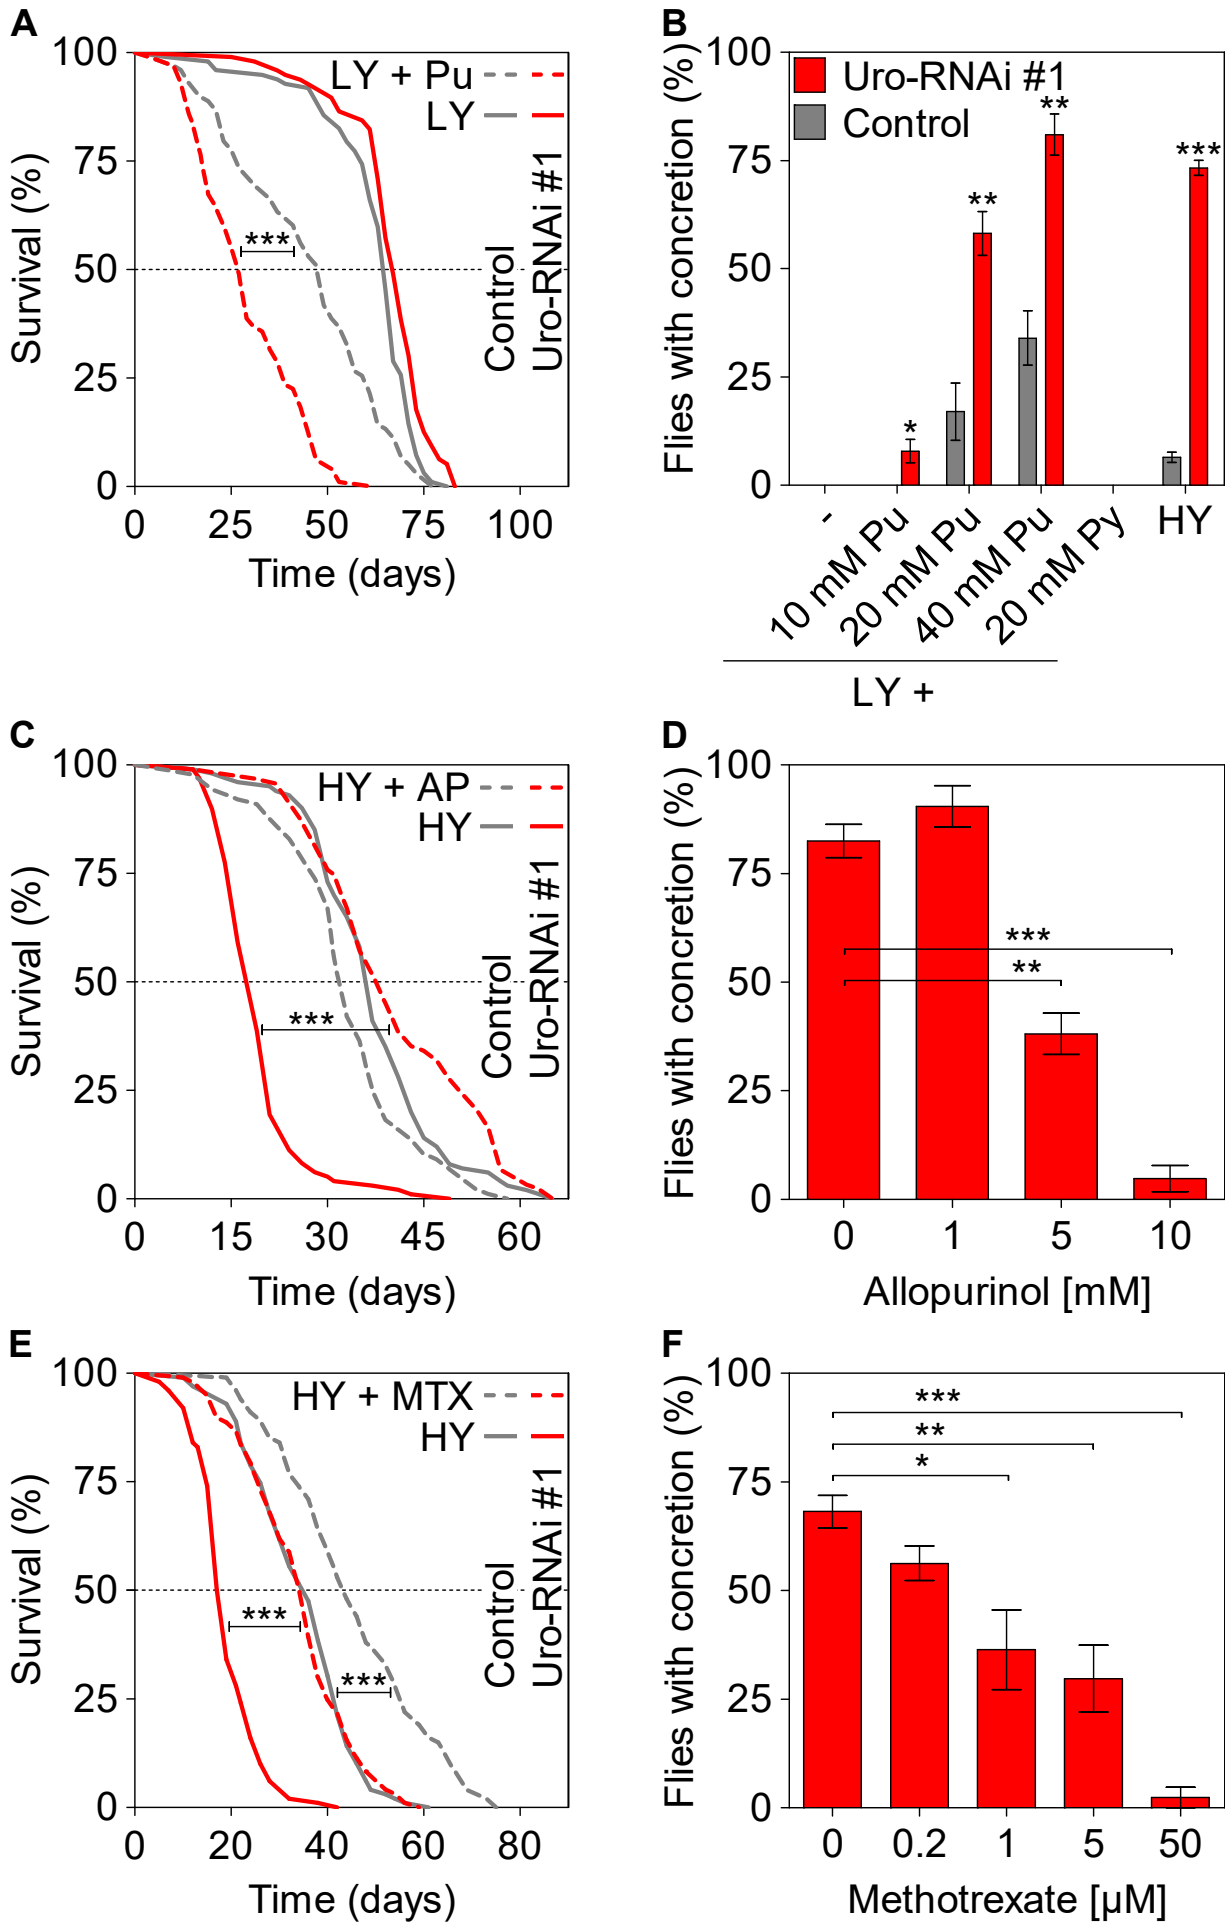 A
Survival (%)
100
75
50
25
0
LY + Pu
LY
Control
Uro-RNAi #1
***
0
25
50
75
100
Time (days)
B
Flies with concretion (%)
100
75
50
25
0
Uro-RNAi #1
Control
*
**
**
***
-
10 mM Pu
20 mM Pu
40 mM Pu
20 mM Py
HY
LY +
C
Survival (%)
100
75
50
25
0
HY + AP
HY
Control
Uro-RNAi #1
***
0
15
30
45
60
Time (days)
D
Flies with concretion (%)
100
75
50
25
0
***
**
0
1
5
10
Allopurinol [mM]
E
Survival (%)
100
75
50
25
0
HY + MTX
HY
Control
Uro-RNAi #1
***
***
0
20
40
60
80
Time (days)
F
Flies with concretion (%)
100
75
50
25
0
***
**
*
0
0.2
1
5
50
Methotrexate [µM]